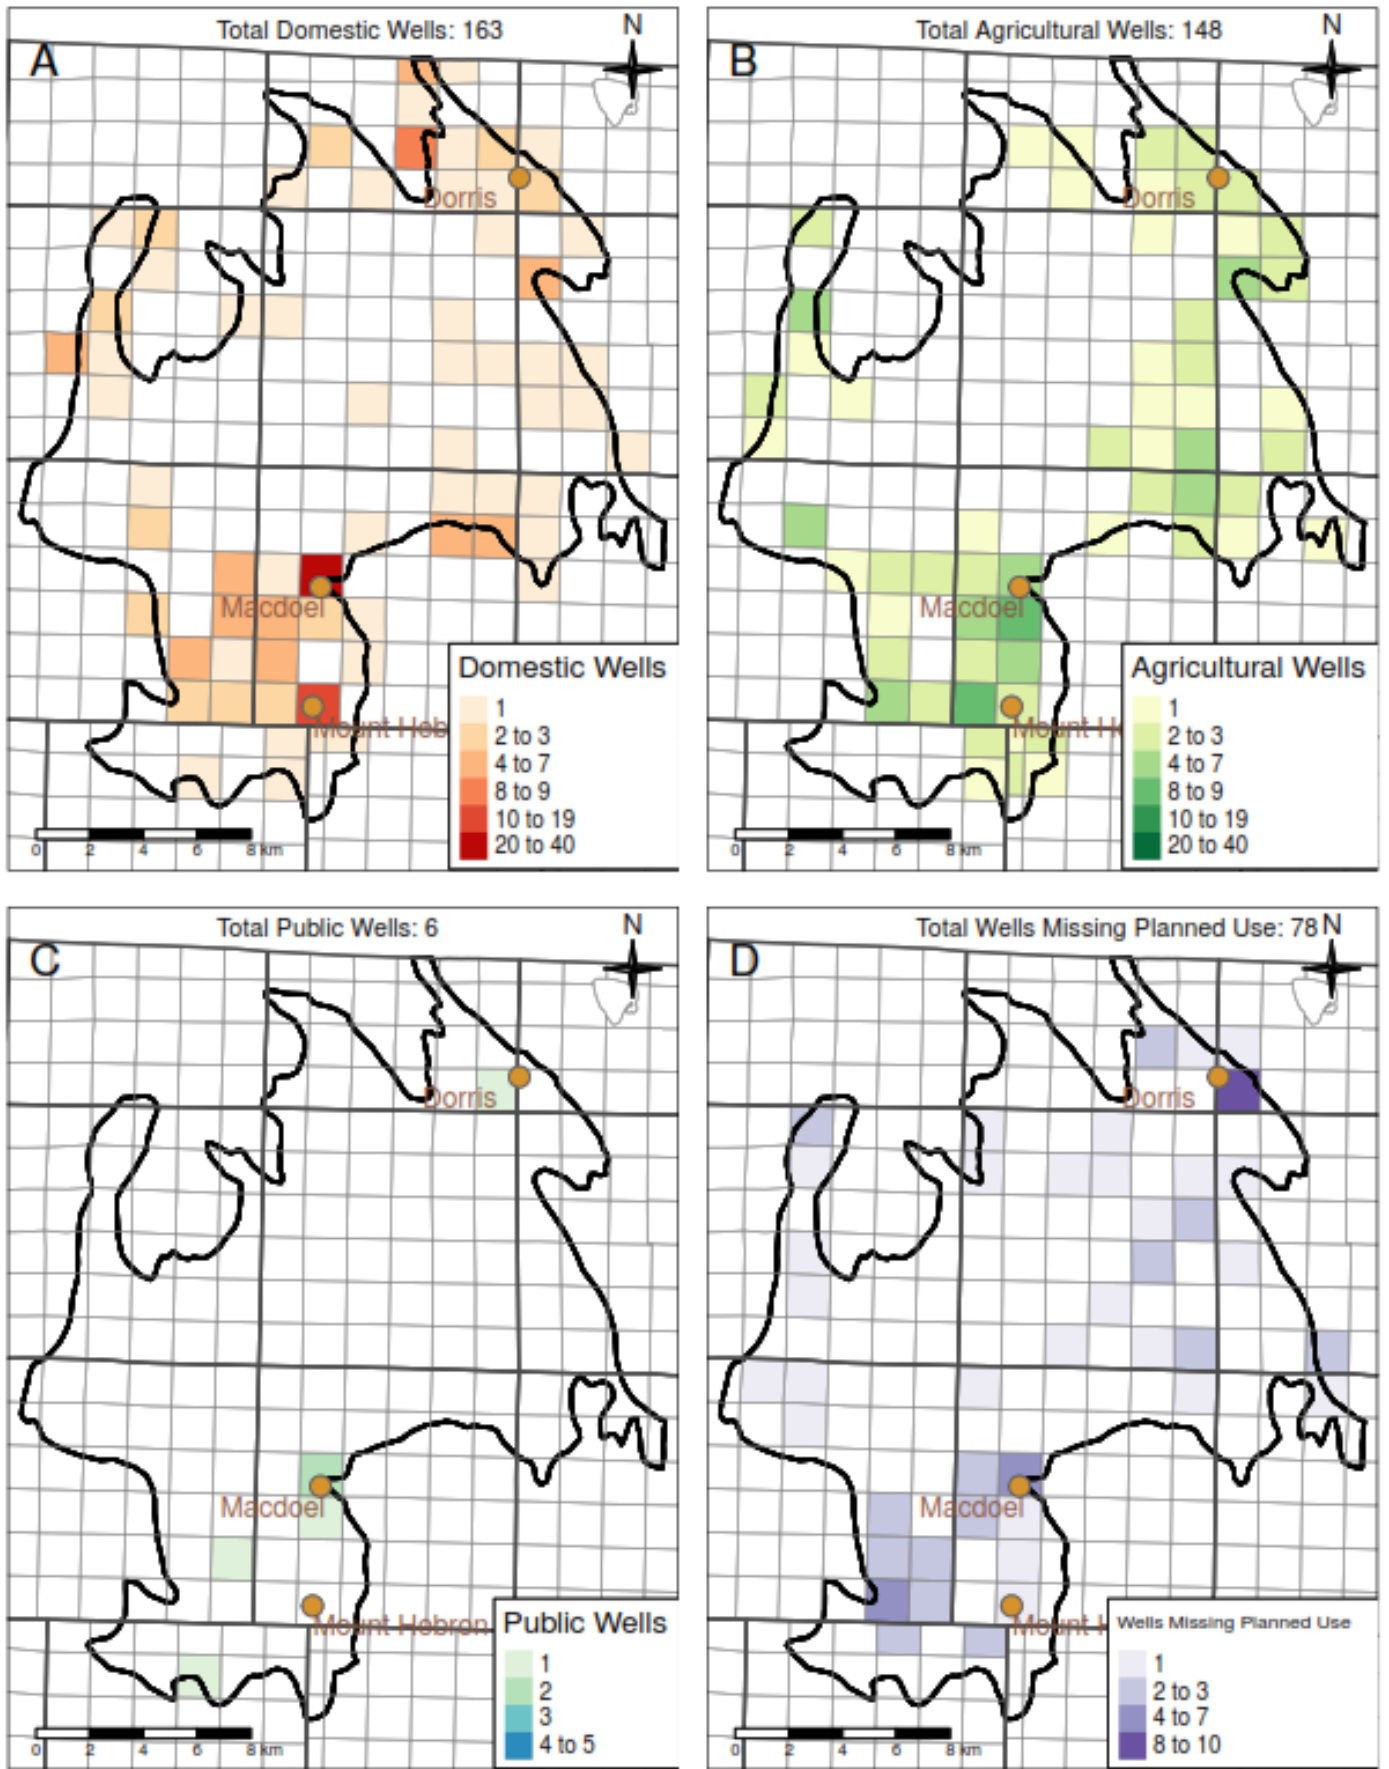 Total Domestic Wells: 163
N
A
Dorris
Macdoel
Mount Heb
Domestic Wells
1
2 to 3
4 to 7
8 to 9
10 to 19
20 to 40
0 2 4 6 8 km
Total Agricultural Wells: 148
N
B
Dorris
Macdoel
Mount He
Agricultural Wells
1
2 to 3
4 to 7
8 to 9
10 to 19
20 to 40
0 2 4 6 8 km
Total Public Wells: 6
N
C
Dorris
Macdoel
Mount Hebron
Public Wells
1
2
3
4 to 5
0 2 4 6 8 km
Total Wells Missing Planned Use: 78
N
D
Dorris
Macdoel
Mount H
Wells Missing Planned Use
1
2 to 3
4 to 7
8 to 10
0 2 4 6 8 km